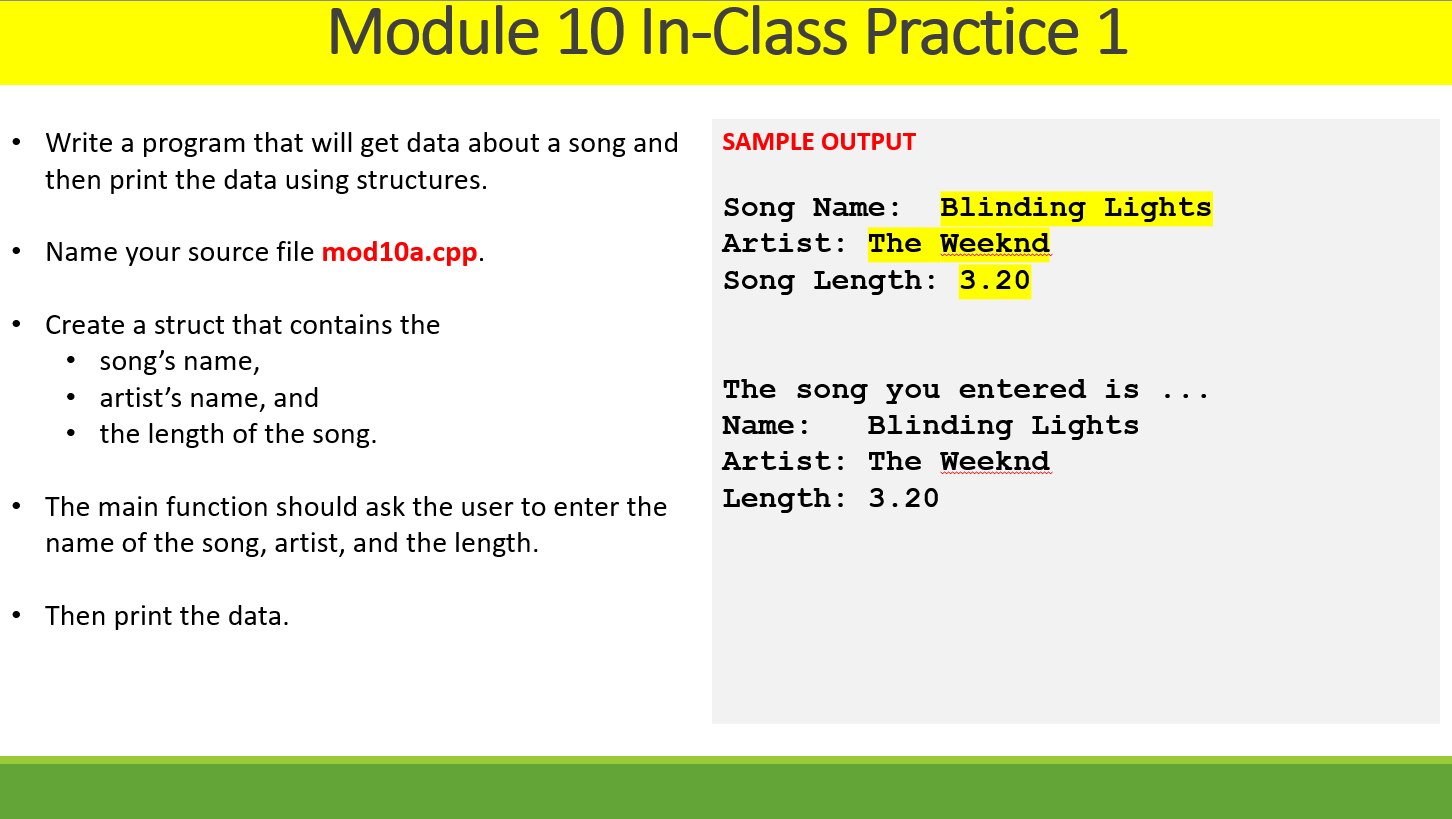 Module 10 In-Class Practice 1
• Write a program that will get data about a song and
then print the data using structures.
• Name your source file mod10a.cpp.
• Create a struct that contains the
• song’s name,
• artist’s name, and
• the length of the song.
• The main function should ask the user to enter the
name of the song, artist, and the length.
• Then print the data.
SAMPLE OUTPUT
Song Name:  Blinding Lights
Artist: The Weeknd
Song Length: 3.20
The song you entered is ...
Name:   Blinding Lights
Artist: The Weeknd
Length: 3.20